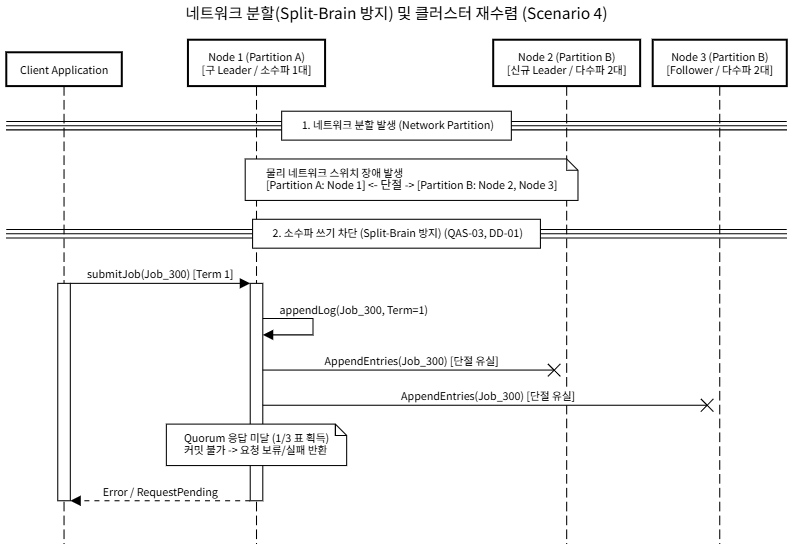 네트워크 분할(Split-Brain 방지) 및 클러스터 재수렴 (Scenario 4)
Client Application
Node 1 (Partition A)
[구 Leader / 소수파 1대]
Node 2 (Partition B)
[신규 Leader / 다수파 2대]
Node 3 (Partition B)
[Follower / 다수파 2대]
1. 네트워크 분할 발생 (Network Partition)
물리 네트워크 스위치 장애 발생
[Partition A: Node 1] <- 단절 -> [Partition B: Node 2, Node 3]
2. 소수파 쓰기 차단 (Split-Brain 방지) (QAS-03, DD-01)
submitJob(Job_300) [Term 1]
appendLog(Job_300, Term=1)
AppendEntries(Job_300) [단절 유실]
AppendEntries(Job_300) [단절 유실]
Quorum 응답 미달 (1/3 표 획득)
커밋 불가 -> 요청 보류/실패 반환
Error / RequestPending